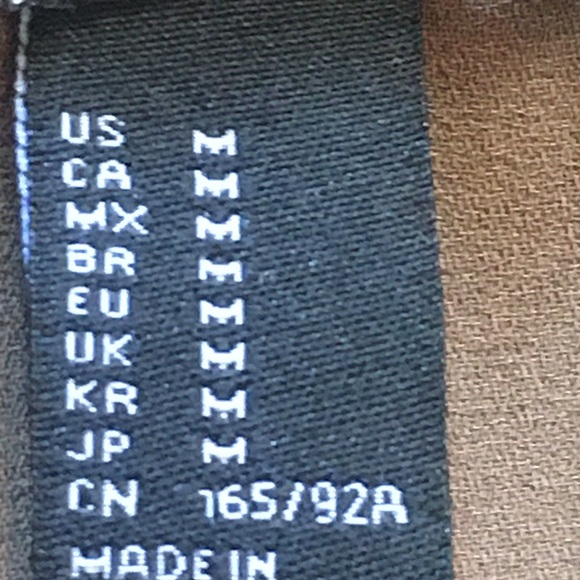 US M
CA M
MX M
BR M
EU M
UK M
KR M
JP M
CN 165/92A
MADE IN